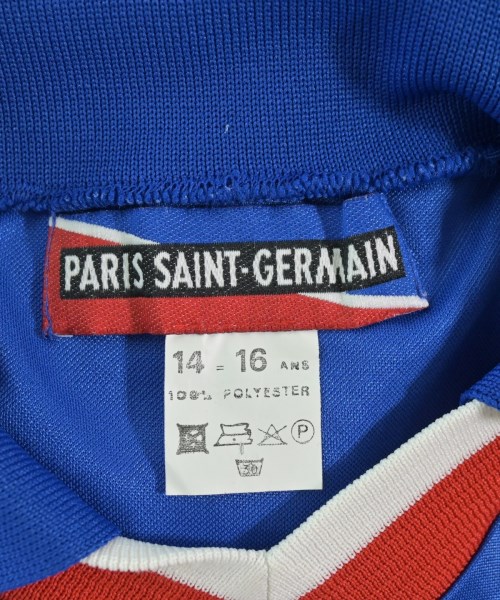 PARIS SAINT-GERMAIN
14 = 16 ANS
100% POLYESTER
P
30